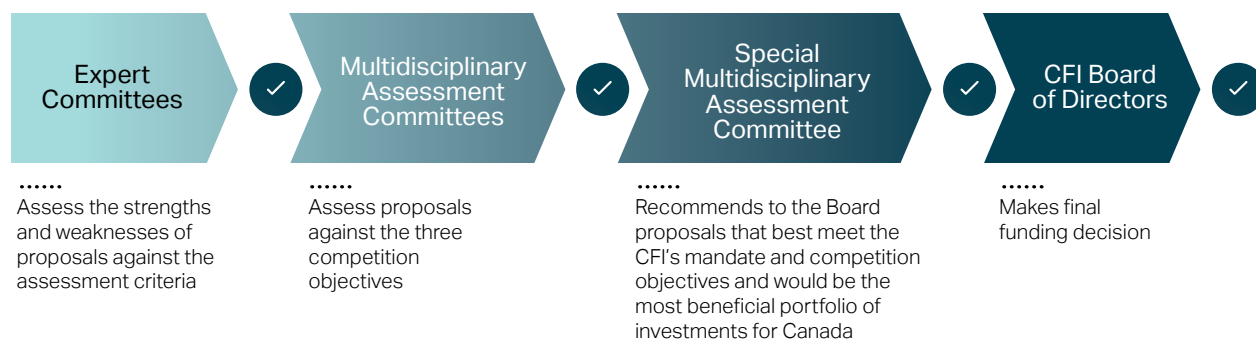 Expert
Committees
Multidisciplinary
Assessment
Committees
Special
Multidisciplinary
Assessment
Committee
CFI Board
of Directors
......
Assess the strengths
and weaknesses of
proposals against the
assessment criteria
......
Assess proposals
against the three
competition
objectives
......
Recommends to the Board
proposals that best meet the
CFI's mandate and competition
objectives and would be the
most beneficial portfolio of
investments for Canada
......
Makes final
funding decision